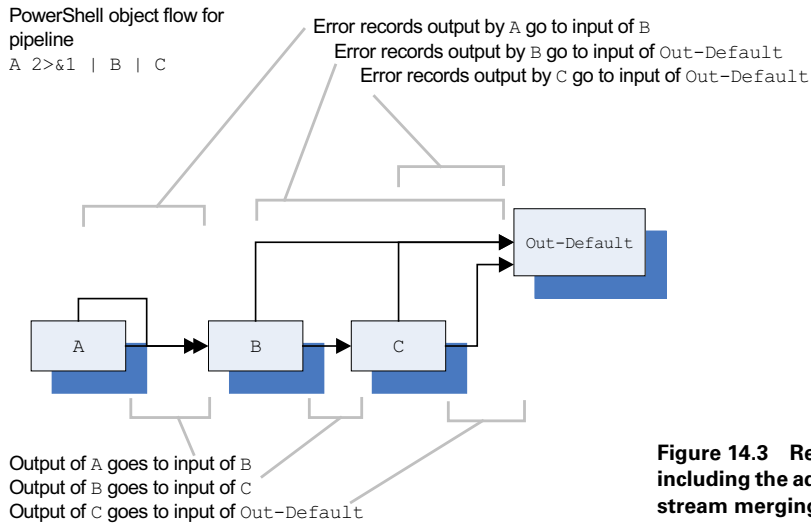 PowerShell object flow for
pipeline
A 2>&1 | B | C
Error records output by A go to input of B
Error records output by B go to input of Out-Default
Error records output by C go to input of Out-Default
Out-Default
A
B
C
Output of A goes to input of B
Output of B goes to input of C
Output of C goes to input of Out-Default
Figure 14.3
including the
stream merging